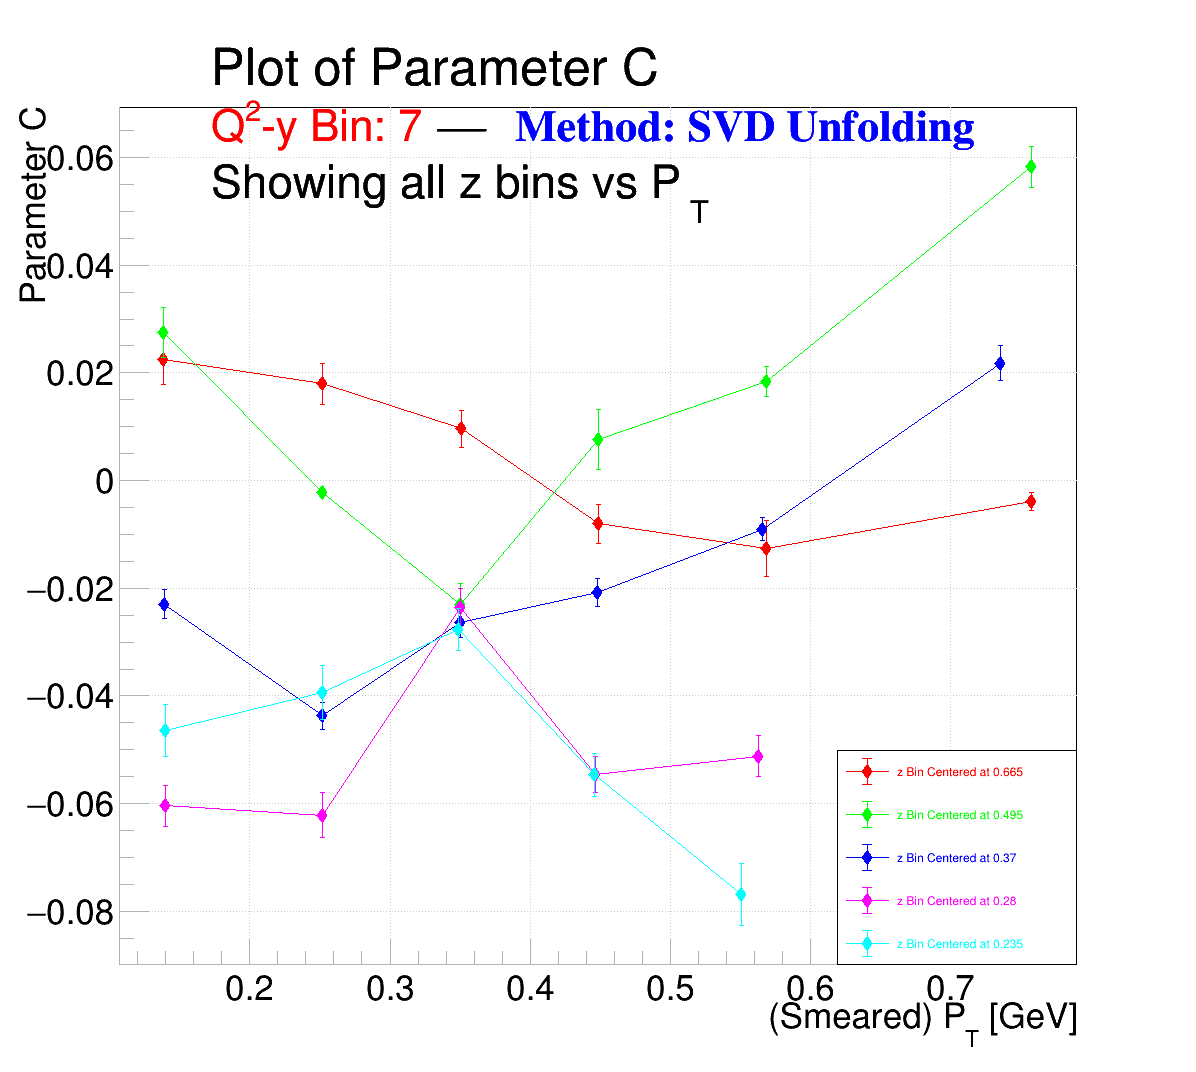 Plot of Parameter C
Q²-y Bin: 7 — Method: SVD Unfolding
Showing all z bins vs P_T
Parameter C
0.06
0.04
0.02
0
−0.02
−0.04
−0.06
−0.08
z Bin Centered at 0.665
z Bin Centered at 0.495
z Bin Centered at 0.37
z Bin Centered at 0.28
z Bin Centered at 0.235
0.2 0.3 0.4 0.5 0.6 0.7
(Smeared) P_T [GeV]